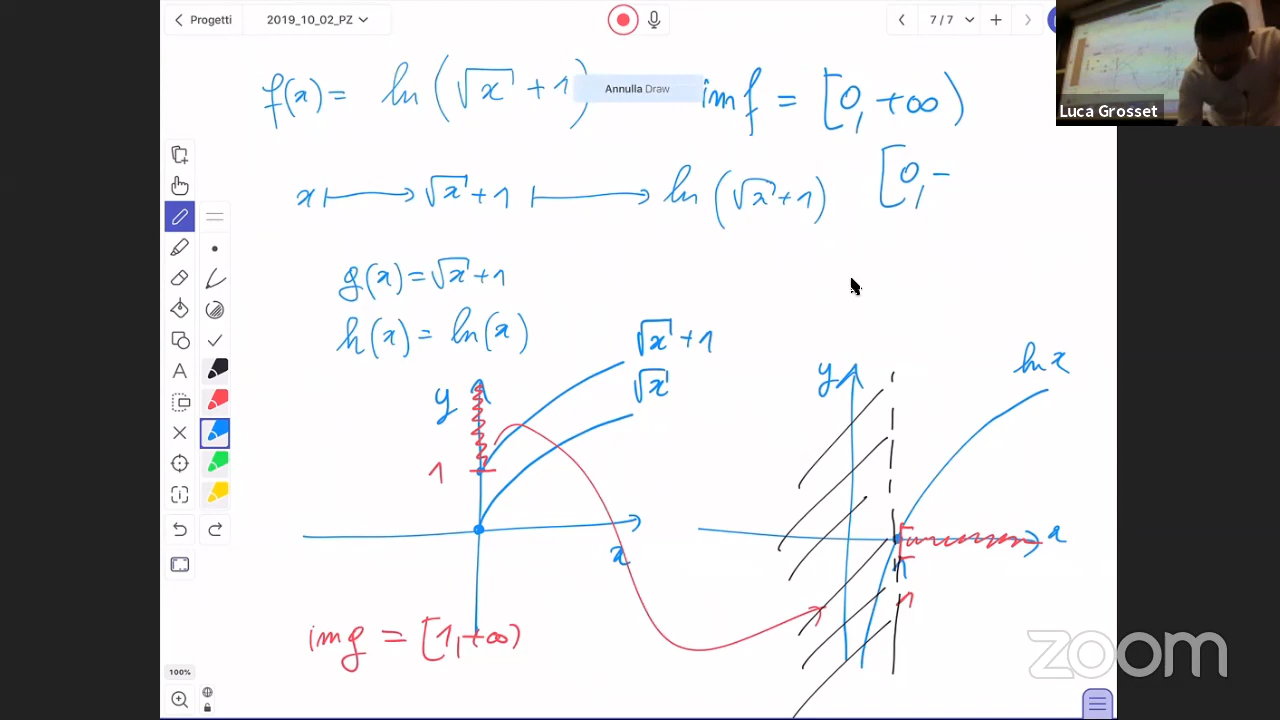 Progetti 2019_10_02_PZ 7/7
Annulla Draw
Luca Grosset
f(x) = ln(√x + 1) im f = [0, +∞)
x ⟼ √x + 1 ⟼ ln(√x + 1) [0, -
g(x) = √x + 1
h(x) = ln(x)
√x + 1
√x
y
1
x
y
ln x
x
1
im g = [1, +∞)
100%
A
zoom